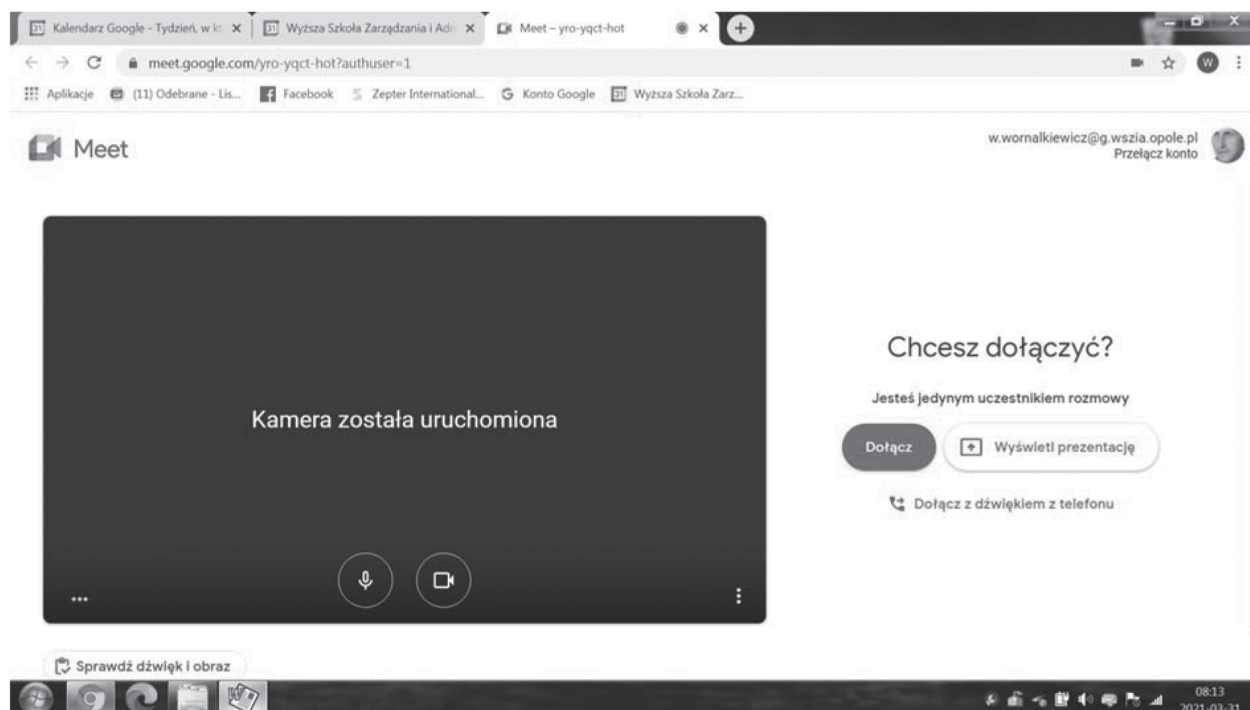 Kalendarz Google - Tydzień, w k
Wyższa Szkoła Zarządzania i Adm
Meet – yro-yqct-hot
meet.google.com/yro-yqct-hot?authuser=1
W
Aplikacje
(11) Odebrane - Lis...
Facebook
Zepter International...
Konto Google
Wyższa Szkoła Zarz...
Meet
w.wornalkiewicz@g.wszia.opole.pl
Przełącz konto
Kamera została uruchomiona
Chcesz dołączyć?
Jesteś jedynym uczestnikiem rozmowy
Dołącz
Wyświetl prezentację
Dołącz z dźwiękiem z telefonu
Sprawdź dźwięk i obraz
08:13
2021-03-31